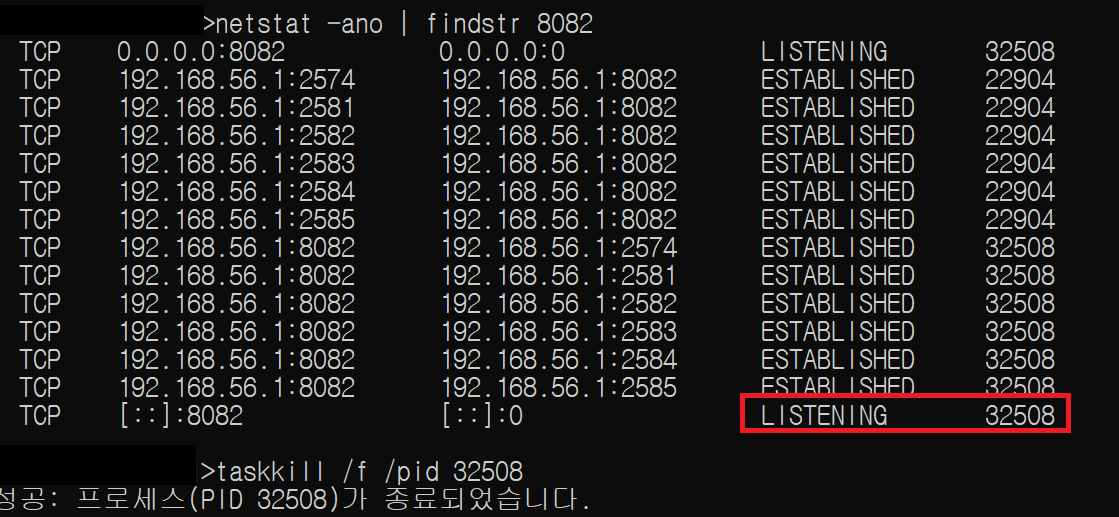 >netstat -ano | findstr 8082
TCP 0.0.0.0:8082 0.0.0.0:0 LISTENING 32508
TCP 192.168.56.1:2574 192.168.56.1:8082 ESTABLISHED 22904
TCP 192.168.56.1:2581 192.168.56.1:8082 ESTABLISHED 22904
TCP 192.168.56.1:2582 192.168.56.1:8082 ESTABLISHED 22904
TCP 192.168.56.1:2583 192.168.56.1:8082 ESTABLISHED 22904
TCP 192.168.56.1:2584 192.168.56.1:8082 ESTABLISHED 22904
TCP 192.168.56.1:2585 192.168.56.1:8082 ESTABLISHED 22904
TCP 192.168.56.1:8082 192.168.56.1:2574 ESTABLISHED 32508
TCP 192.168.56.1:8082 192.168.56.1:2581 ESTABLISHED 32508
TCP 192.168.56.1:8082 192.168.56.1:2582 ESTABLISHED 32508
TCP 192.168.56.1:8082 192.168.56.1:2583 ESTABLISHED 32508
TCP 192.168.56.1:8082 192.168.56.1:2584 ESTABLISHED 32508
TCP 192.168.56.1:8082 192.168.56.1:2585 ESTABLISHED 32508
TCP [::]:8082 [::]:0 LISTENING 32508
>taskkill /f /pid 32508
성공: 프로세스(PID 32508)가 종료되었습니다.